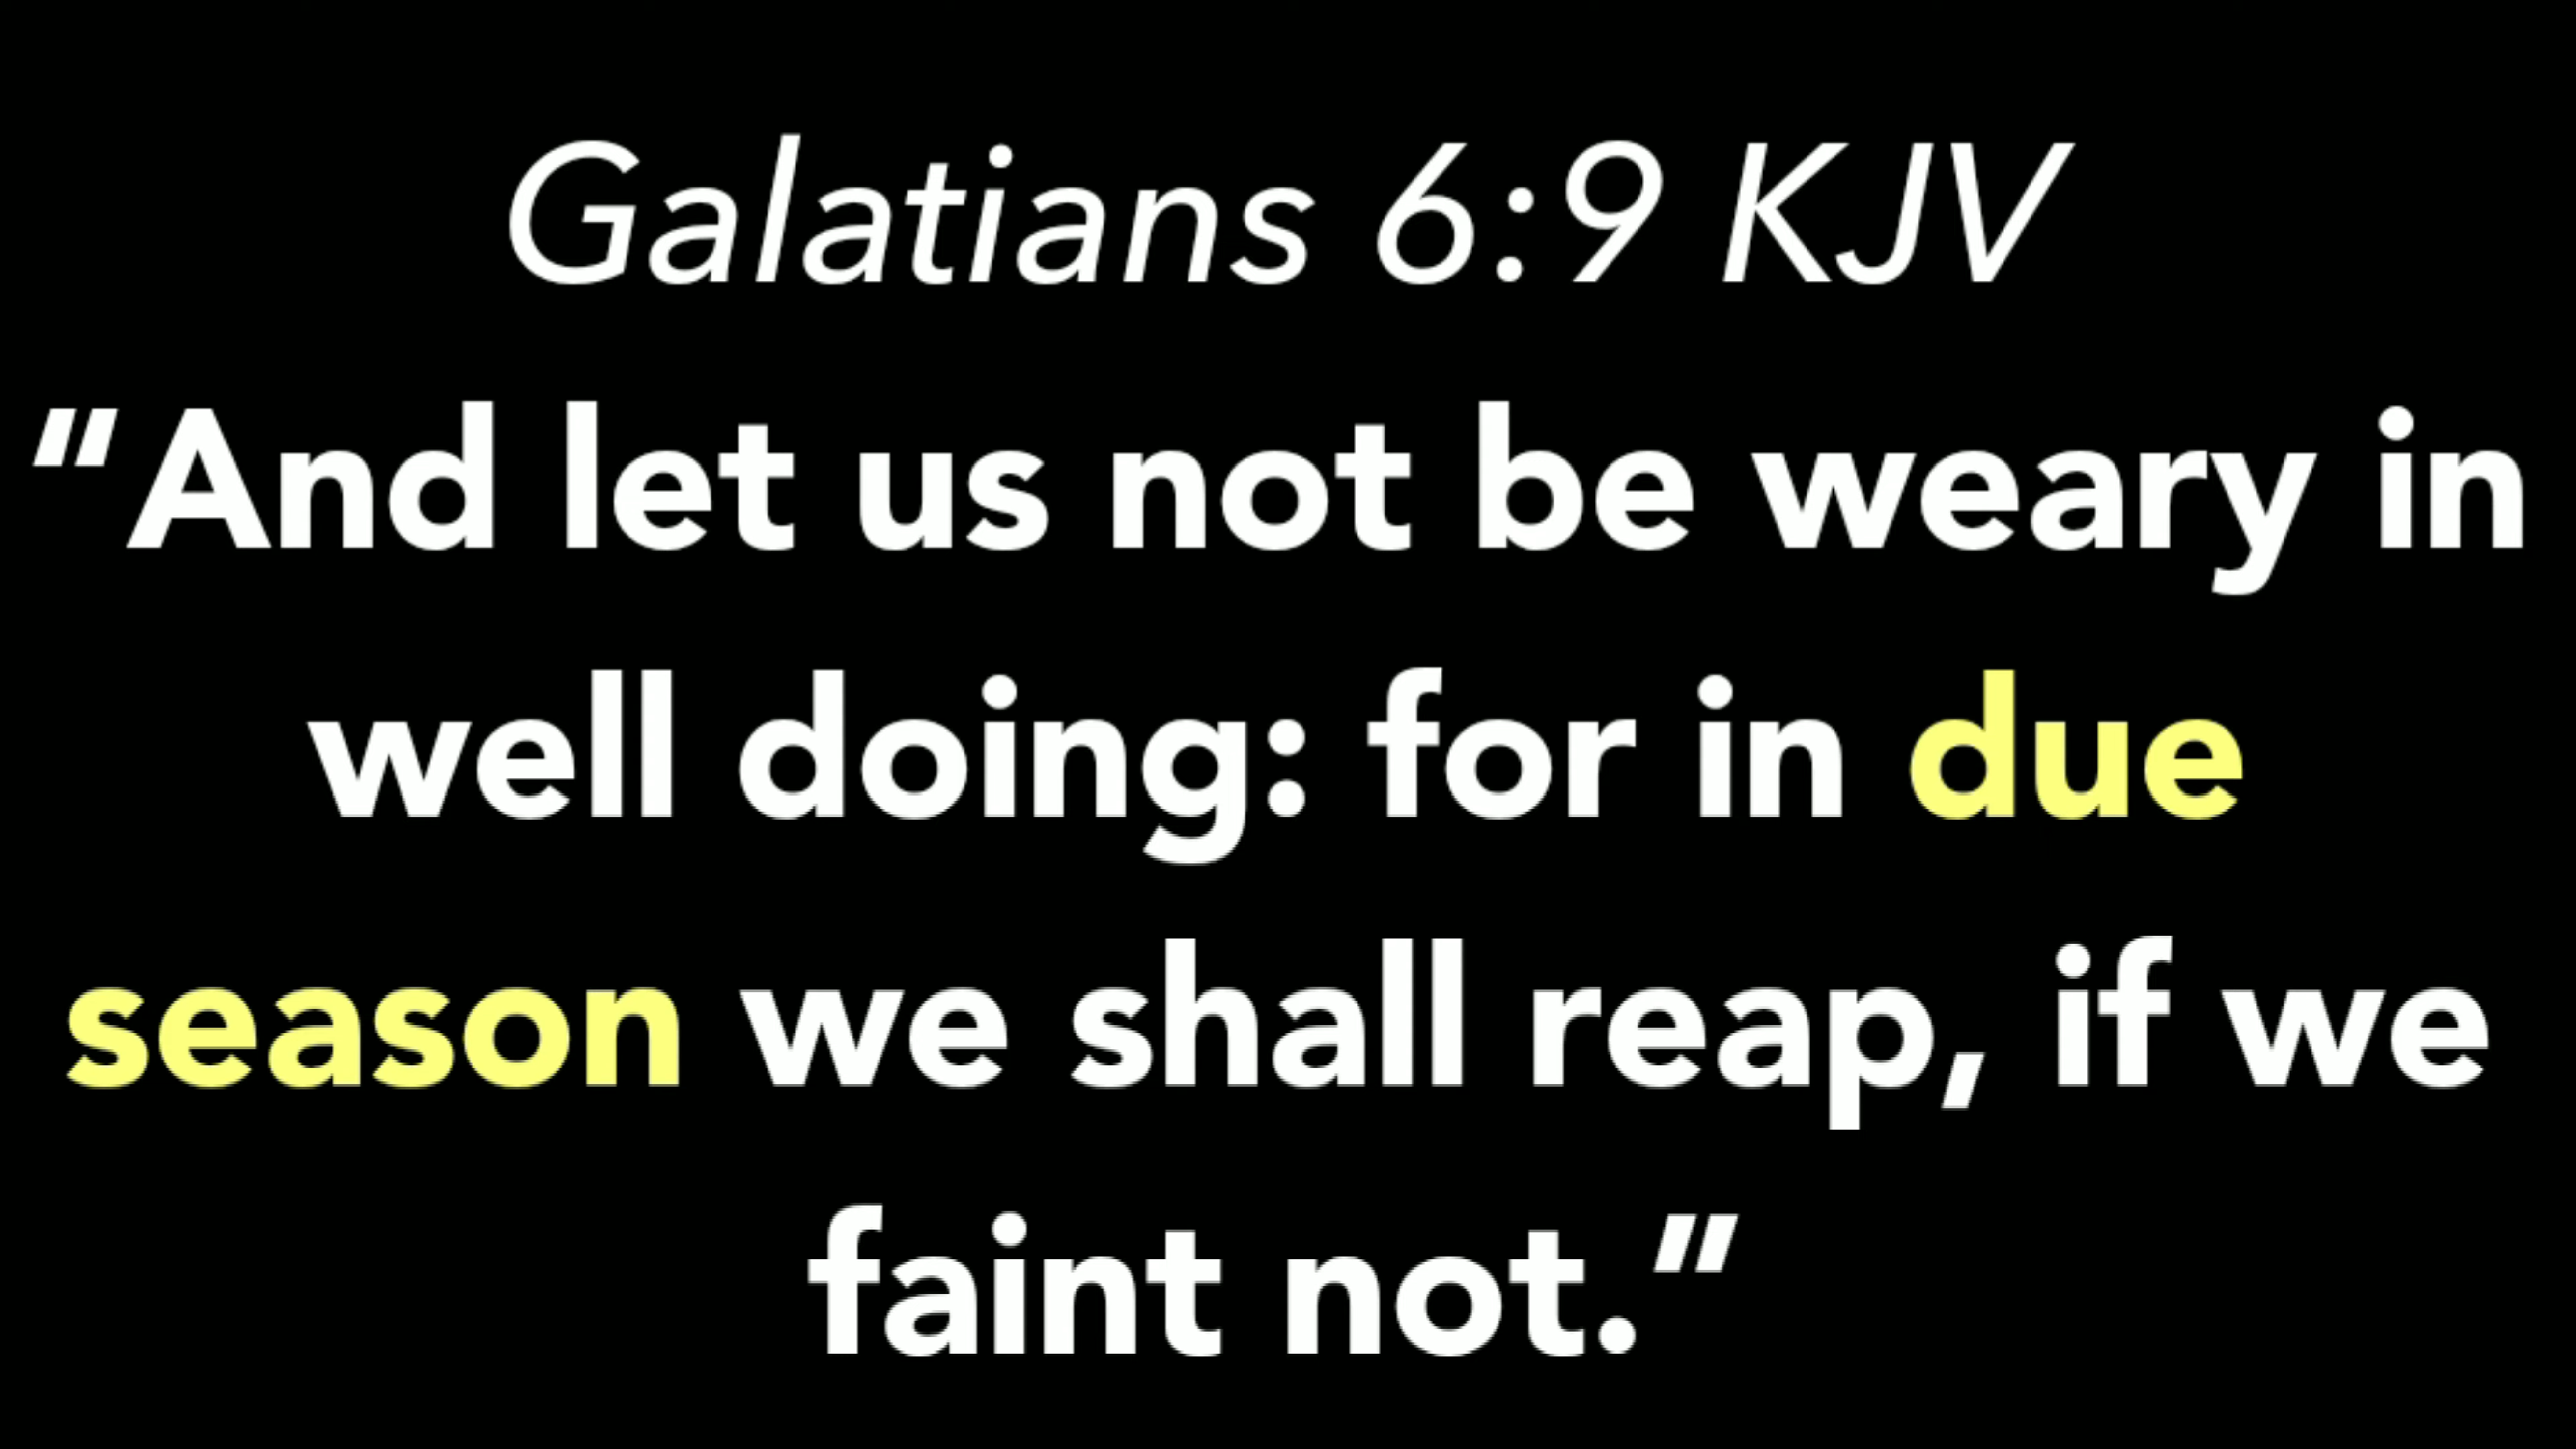 Galatians 6:9 KJV
“And let us not be weary in
well doing: for in due
season we shall reap, if we
faint not.”